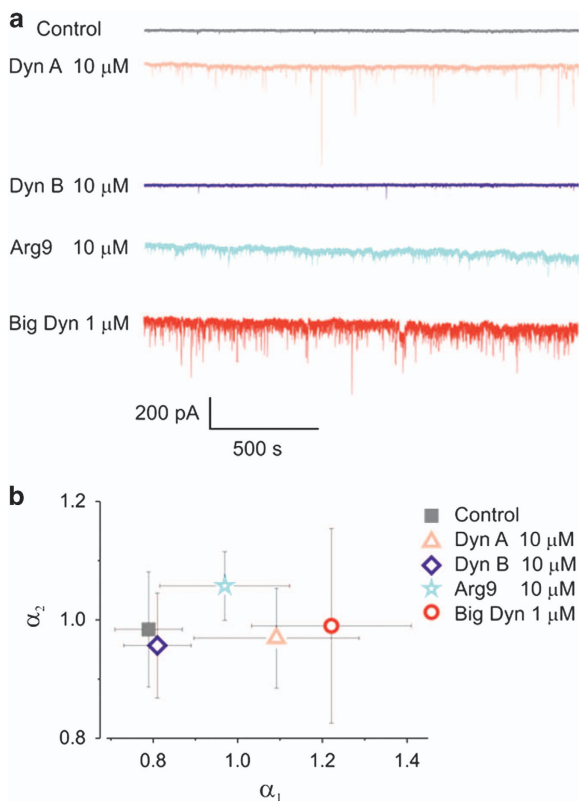 a
Control
Dyn A 10 μM
Dyn B 10 μM
Arg9 10 μM
Big Dyn 1 μM
200 pA
500 s
b
1.2
1.0
0.8
α2
0.8 1.0 1.2 1.4
α1
Control
Dyn A 10 μM
Dyn B 10 μM
Arg9 10 μM
Big Dyn 1 μM